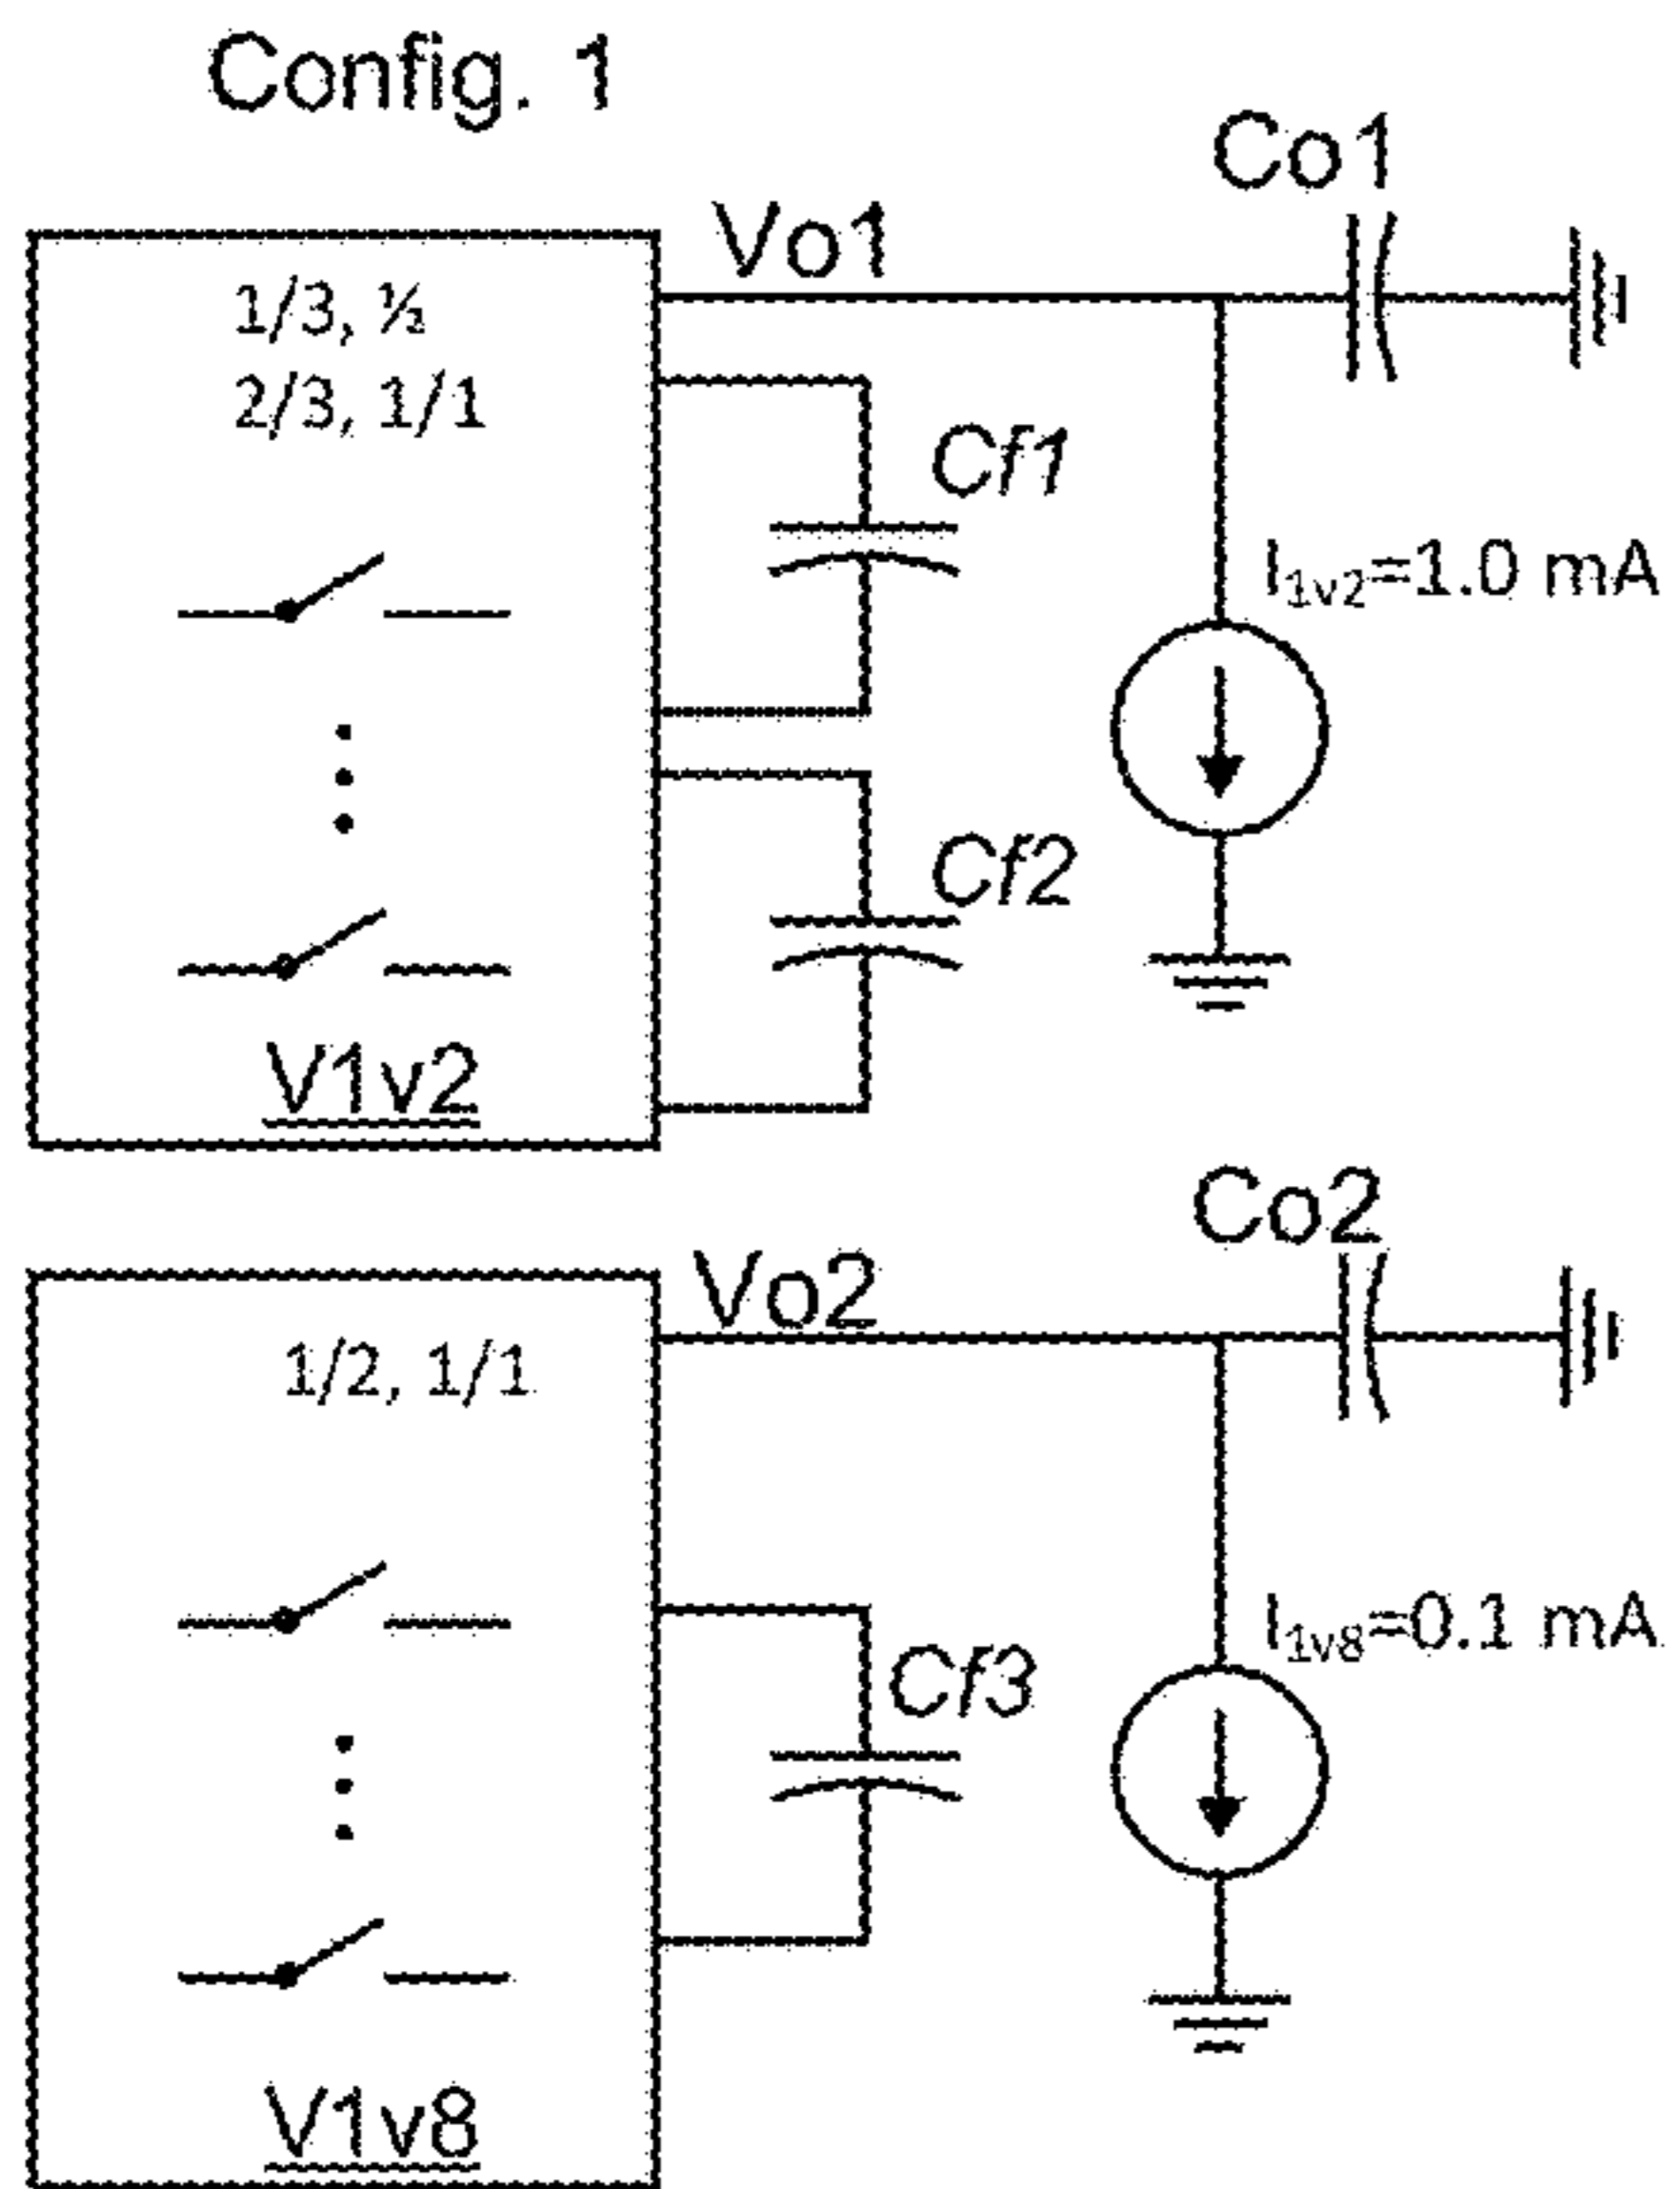 Config. 1
Co1
Vo1
1/3, ½
2/3, 1/1
Cf1
I1v2=1.0 mA
Cf2
V1v2
Co2
Vo2
1/2, 1/1
I1v8=0.1 mA
Cf3
V1v8